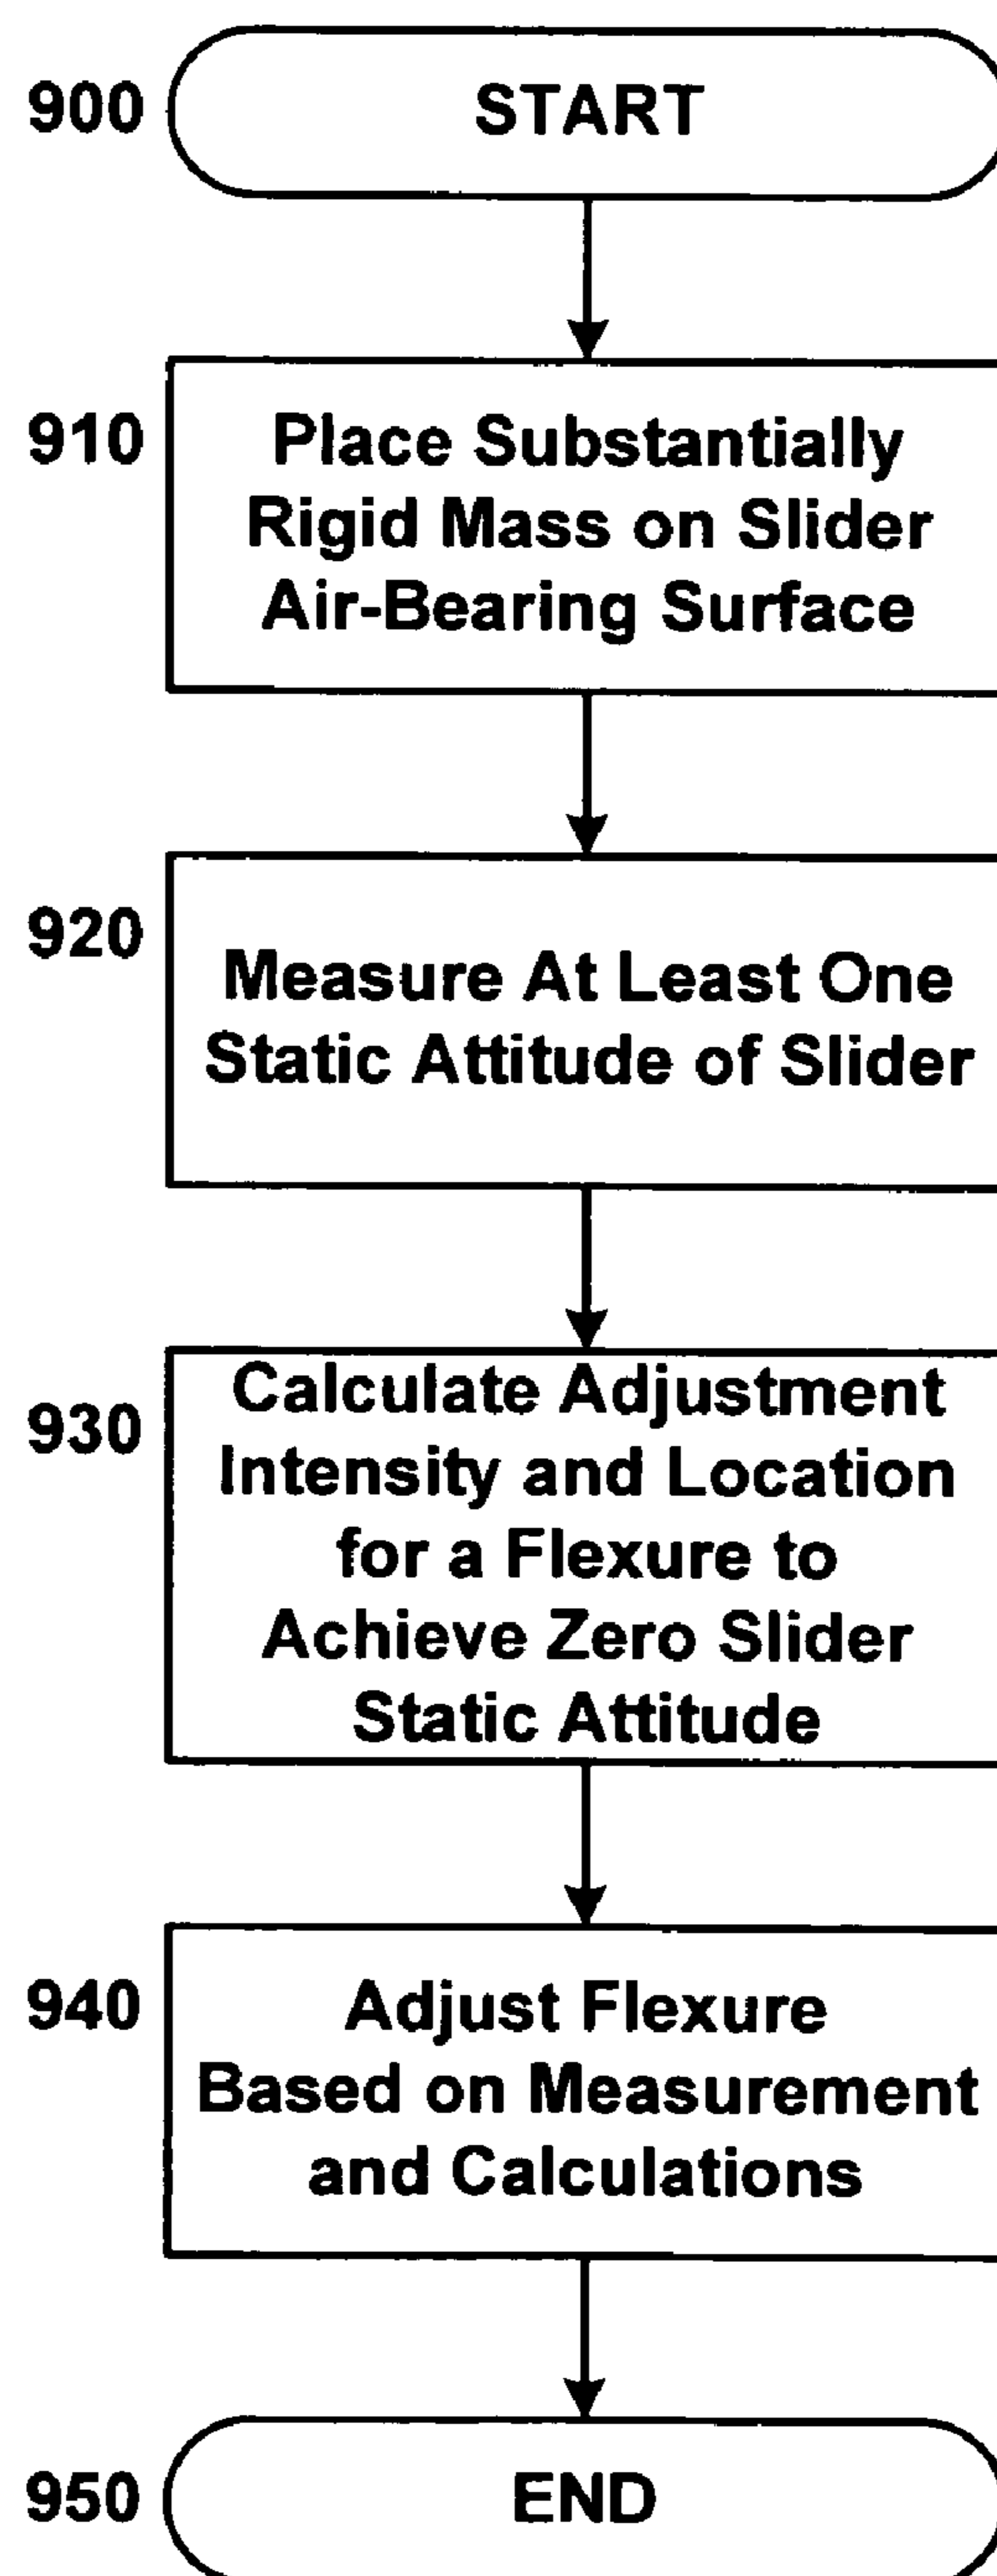 900
START
910
Place Substantially
Rigid Mass on Slider
Air-Bearing Surface
920
Measure At Least One
Static Attitude of Slider
930
Calculate Adjustment
Intensity and Location
for a Flexure to
Achieve Zero Slider
Static Attitude
940
Adjust Flexure
Based on Measurement
and Calculations
950
END